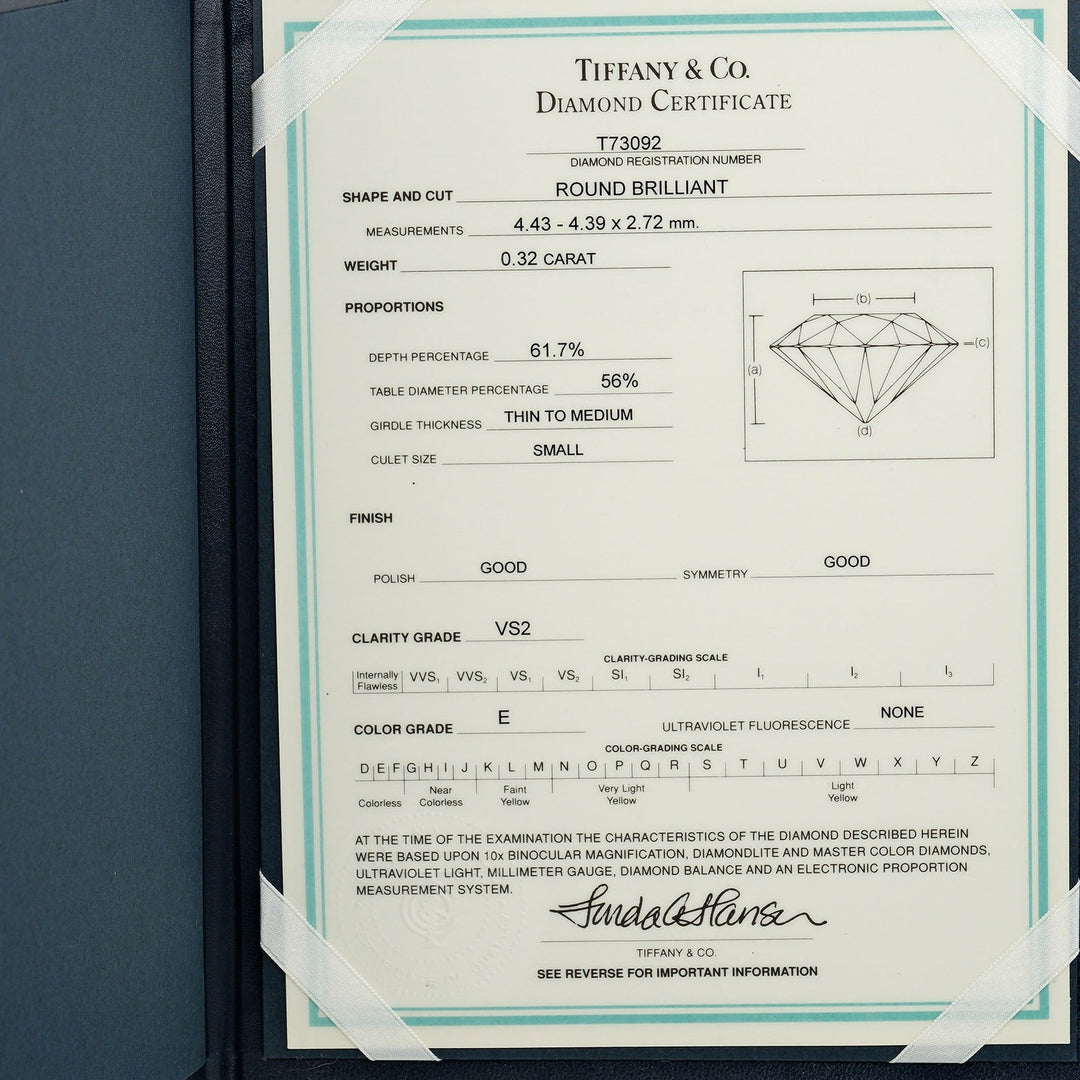 TIFFANY & CO.
DIAMOND CERTIFICATE
T73092
DIAMOND REGISTRATION NUMBER
SHAPE AND CUT ROUND BRILLIANT
MEASUREMENTS 4.43 - 4.39 x 2.72 mm.
WEIGHT 0.32 CARAT
PROPORTIONS
DEPTH PERCENTAGE 61.7%
TABLE DIAMETER PERCENTAGE 56%
GIRDLE THICKNESS THIN TO MEDIUM
CULET SIZE SMALL
(b)
(c)
(a)
(d)
FINISH
POLISH GOOD SYMMETRY GOOD
CLARITY GRADE VS2
CLARITY-GRADING SCALE
Internally Flawless VVS₁ VVS₂ VS₁ VS₂ SI₁ SI₂ I₁ I₂ I₃
COLOR GRADE E ULTRAVIOLET FLUORESCENCE NONE
COLOR-GRADING SCALE
D E F G H I J K L M N O P Q R S T U V W X Y Z
Colorless Near Colorless Faint Yellow Very Light Yellow Light Yellow
AT THE TIME OF THE EXAMINATION THE CHARACTERISTICS OF THE DIAMOND DESCRIBED HEREIN
WERE BASED UPON 10x BINOCULAR MAGNIFICATION, DIAMONDLITE AND MASTER COLOR DIAMONDS,
ULTRAVIOLET LIGHT, MILLIMETER GAUGE, DIAMOND BALANCE AND AN ELECTRONIC PROPORTION
MEASUREMENT SYSTEM.
TIFFANY & CO.
SEE REVERSE FOR IMPORTANT INFORMATION